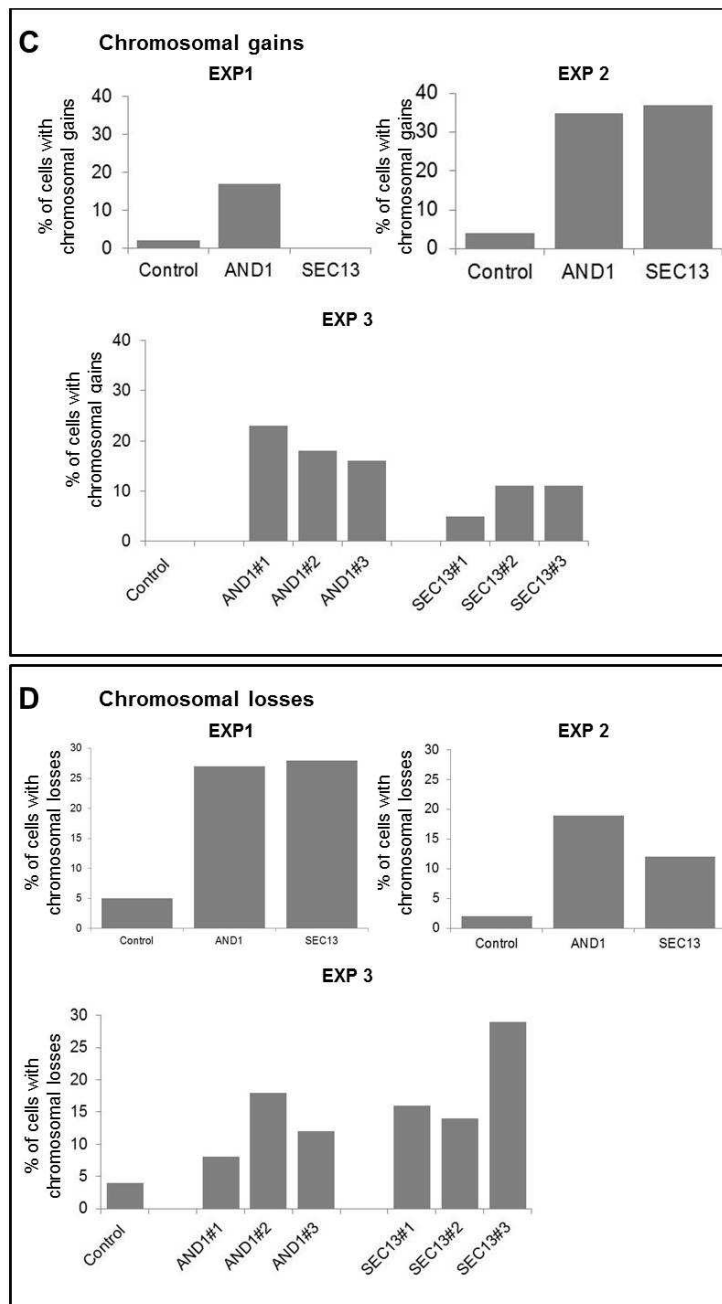 C Chromosomal gains
EXP1
% of cells with
chromosomal gains
40
30
20
10
0
Control AND1 SEC13
EXP 2
% of cells with
chromosomal gains
40
30
20
10
0
Control AND1 SEC13
EXP 3
% of cells with
chromosomal gains
40
30
20
10
0
Control AND1#1 AND1#2 AND1#3 SEC13#1 SEC13#2 SEC13#3
D Chromosomal losses
EXP1
% of cells with
chromosomal losses
30
25
20
15
10
5
0
Control AND1 SEC13
EXP 2
% of cells with
chromosomal losses
30
25
20
15
10
5
0
Control AND1 SEC13
EXP 3
% of cells with
chromosomal losses
30
25
20
15
10
5
0
Control AND1#1 AND1#2 AND1#3 SEC13#1 SEC13#2 SEC13#3